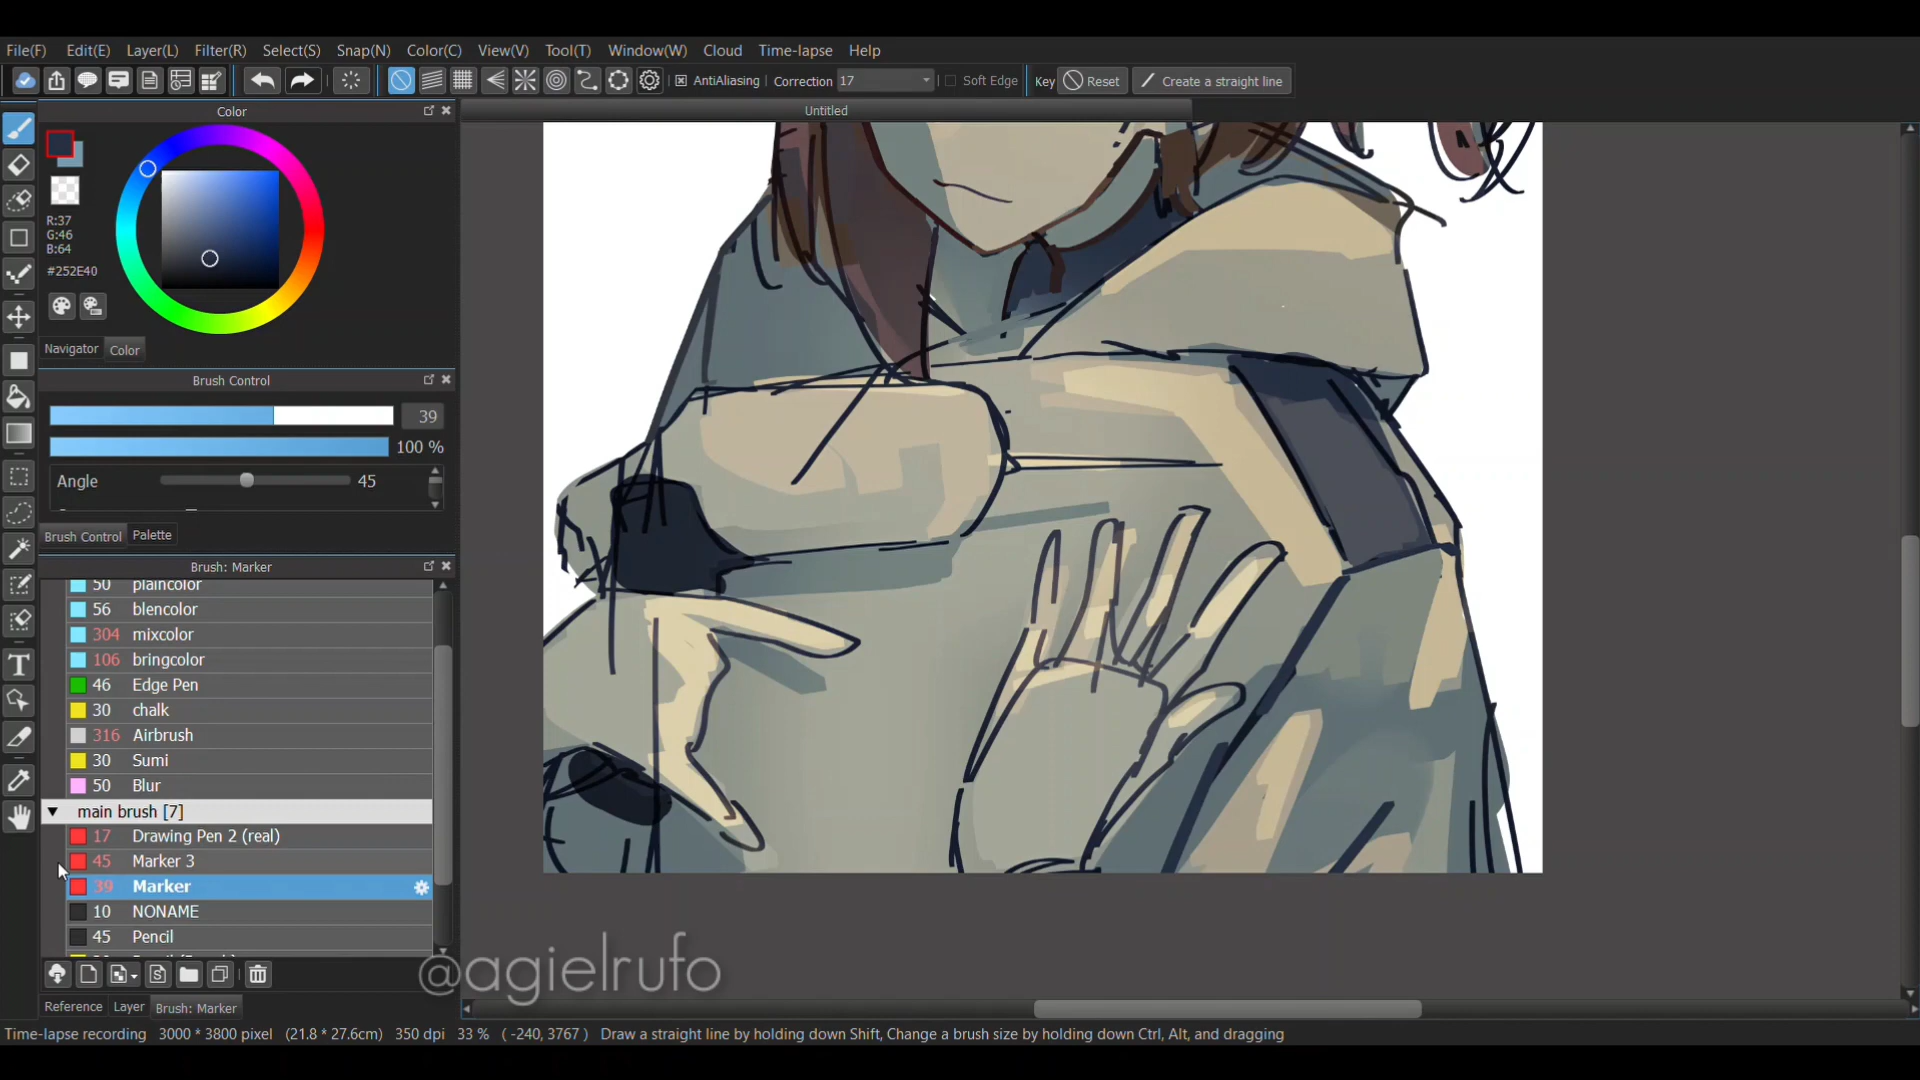 File(F) Edit(E) Layer(L) Filter(R) Select(S) Snap(N) Color(C) View(V) Tool(T) Window(W) Cloud Time-lapse Help
AntiAliasing Correction 17 Soft Edge Key Reset Create a straight line
Color
Untitled
R:37
G:46
B:64
#252E40
Navigator Color
Brush Control
39
100 %
Angle 45
Brush Control Palette
Brush: Marker
50 plaincolor
56 blencolor
304 mixcolor
106 bringcolor
46 Edge Pen
30 chalk
316 Airbrush
30 Sumi
50 Blur
main brush [7]
17 Drawing Pen 2 (real)
45 Marker 3
39 Marker
10 NONAME
45 Pencil
@agielrufo
Reference Layer Brush: Marker
Time-lapse recording 3000 * 3800 pixel (21.8 * 27.6cm) 350 dpi 33 % ( -240, 3767 ) Draw a straight line by holding down Shift, Change a brush size by holding down Ctrl, Alt, and dragging